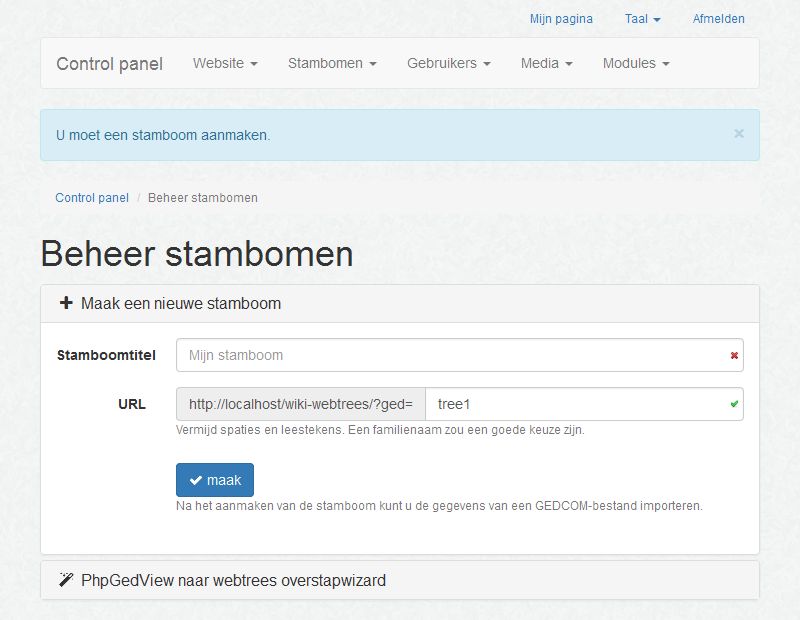 Mijn pagina Taal Afmelden
Control panel Website Stambomen Gebruikers Media Modules
U moet een stamboom aanmaken. ×
Control panel / Beheer stambomen
Beheer stambomen
Maak een nieuwe stamboom
Stamboomtitel Mijn stamboom
URL http://localhost/wiki-webtrees/?ged= tree1
Vermijd spaties en leestekens. Een familienaam zou een goede keuze zijn.
maak
Na het aanmaken van de stamboom kunt u de gegevens van een GEDCOM-bestand importeren.
PhpGedView naar webtrees overstapwizard